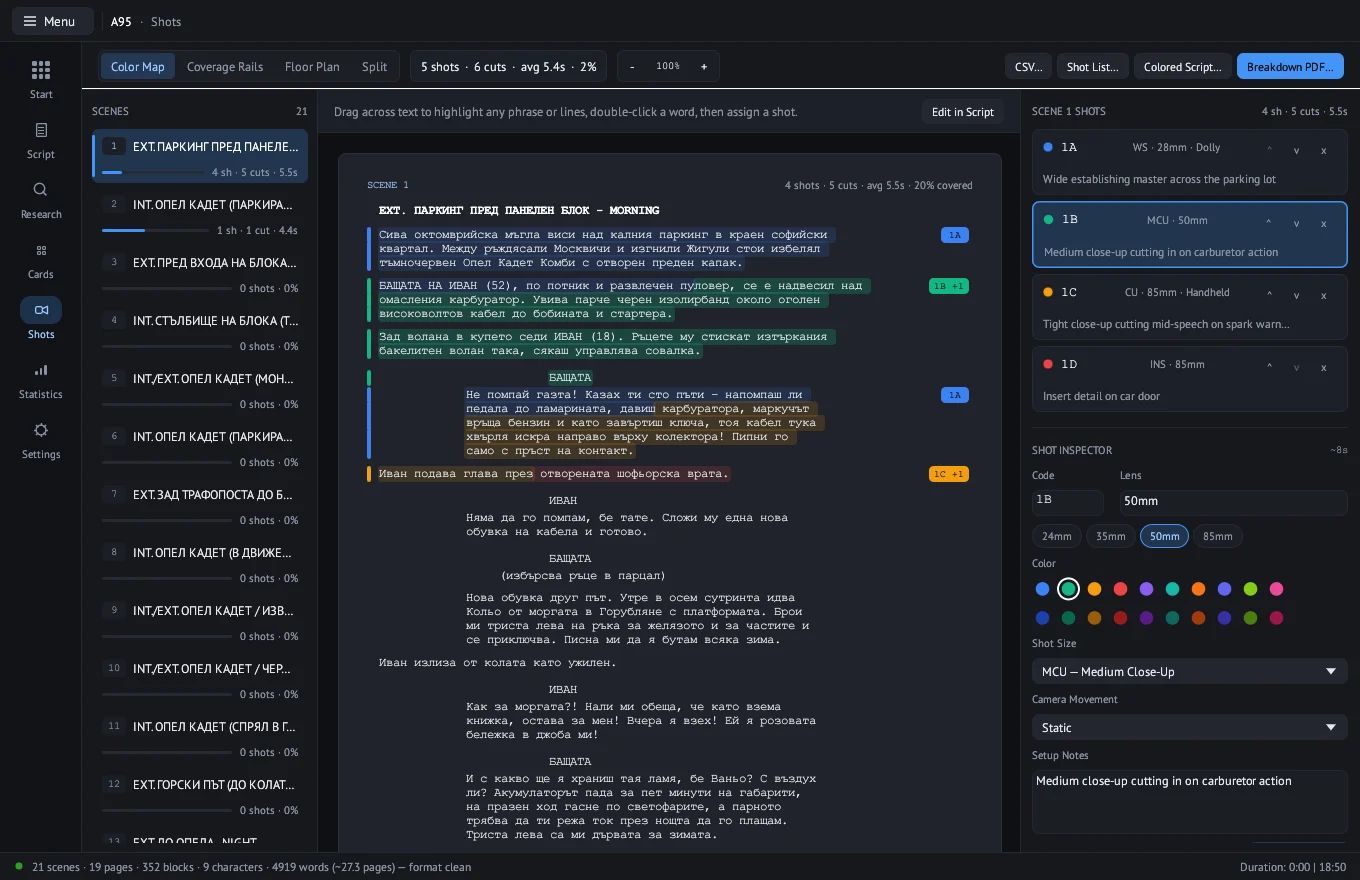 Menu
A95 · Shots
Start
Script
Research
Cards
Shots
Statistics
Settings
Color Map
Coverage Rails
Floor Plan
Split
5 shots · 6 cuts · avg 5.4s · 2%
- 100% +
CSV...
Shot List...
Colored Script...
Breakdown PDF...
SCENES 21
1 EXT.ПАРКИНГ ПРЕД ПАНЕЛЕ...
4 sh · 5 cuts · 5.5s
2 INT.ОПЕЛ КАДЕТ (ПАРКИРА...
1 sh · 1 cut · 4.4s
3 EXT.ПРЕД ВХОДА НА БЛОКА...
0 shots · 0%
4 INT.СТЪЛБИЩЕ НА БЛОКА (Т...
0 shots · 0%
5 INT./EXT.ОПЕЛ КАДЕТ (МОН...
0 shots · 0%
6 INT.ОПЕЛ КАДЕТ (ПАРКИРА...
0 shots · 0%
7 EXT.ЗАД ТРАФОПОСТА ДО Б...
0 shots · 0%
8 INT.ОПЕЛ КАДЕТ (В ДВИЖЕ...
0 shots · 0%
9 INT./EXT.ОПЕЛ КАДЕТ / ИЗВ...
0 shots · 0%
10 INT./EXT.ОПЕЛ КАДЕТ / ЧЕР...
0 shots · 0%
11 INT.ОПЕЛ КАДЕТ (СПРЯЛ В Г...
0 shots · 0%
12 EXT.ГОРСКИ ПЪТ (ДО КОЛАТ...
0 shots · 0%
13 EXT.ДО ОПЕЛА - NIGHT
Drag across text to highlight any phrase or lines, double-click a word, then assign a shot.
Edit in Script
SCENE 1
4 shots · 5 cuts · avg 5.5s · 20% covered
EXT. ПАРКИНГ ПРЕД ПАНЕЛЕН БЛОК - MORNING
Сива октомврийска мъгла виси над калния паркинг в краен софийски
квартал. Между ръждясали Москвичи и изгнили Жигули стои избелял
тъмночервен Опел Кадет Комби с отворен преден капак.
1A
БАЩАТА НА ИВАН (52), по потник и развлечен пуловер, се е надвесил над
омасления карбуратор. Увива парче черен изолирбанд около оголен
високоволтов кабел до бобината и стартера.
1B +1
Зад волана в купето седи ИВАН (18). Ръцете му стискат изтъркания
бакелитен волан така, сякаш управлява совалка.
БАЩАТА
Не помпай газта! Казах ти сто пъти – напомпаш ли
педала до ламарината, давиш карбуратора, маркучът
връща бензин и като завъртиш ключа, тоя кабел тука
хвърля искра направо върху колектора! Пипни го
само с пръст на контакт.
1A
Иван подава глава през отворената шофьорска врата.
1C +1
ИВАН
Няма да го помпам, бе тате. Сложи му една нова
обувка на кабела и готово.
БАЩАТА
(избърсва ръце в парцал)
Нова обувка друг път. Утре в осем сутринта идва
Кольо от моргата в Горубляне с платформата. Брои
ми триста лева на ръка за желязото и за частите и
се приключва. Писна ми да я бутам всяка зима.
Иван излиза от колата като ужилен.
ИВАН
Как за моргата?! Нали ми обеща, че като взема
книжка, остава за мен! Вчера я взех! Ей я розовата
бележка в джоба ми!
БАЩАТА
И с какво ще я храниш тая ламя, бе Ваньо? С въздух
ли? Акумулаторът пада за пет минути на габарити,
на празен ход гасне по светофарите, а парното
трябва да ти режа ток през нощта да го плащам.
Триста лева са ми дървата за зимата.
SCENE 1 SHOTS
4 sh · 5 cuts · 5.5s
1A WS · 28mm · Dolly ^ v x
Wide establishing master across the parking lot
1B MCU · 50mm ^ v x
Medium close-up cutting in on carburetor action
1C CU · 85mm · Handheld ^ v x
Tight close-up cutting mid-speech on spark warn...
1D INS · 85mm ^ v x
Insert detail on car door
SHOT INSPECTOR ~8s
Code Lens
1B 50mm
24mm 35mm 50mm 85mm
Color
Shot Size
MCU — Medium Close-Up
Camera Movement
Static
Setup Notes
Medium close-up cutting in on carburetor action
21 scenes · 19 pages · 352 blocks · 9 characters · 4919 words (~27.3 pages) — format clean
Duration: 0:00 | 18:50